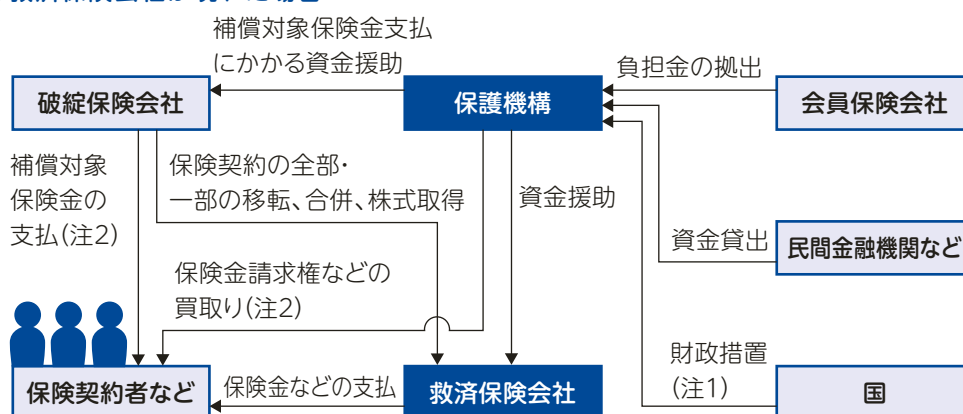 補償対象保険金支払
にかかる資金援助
負担金の拠出
破綻保険会社
保護機構
会員保険会社
補償対象
保険金の
支払(注2)
保険契約の全部・
一部の移転、合併、株式取得
資金援助
資金貸出
民間金融機関など
保険金請求権などの
買取り(注2)
財政措置
(注1)
保険契約者など
保険金などの支払
救済保険会社
国